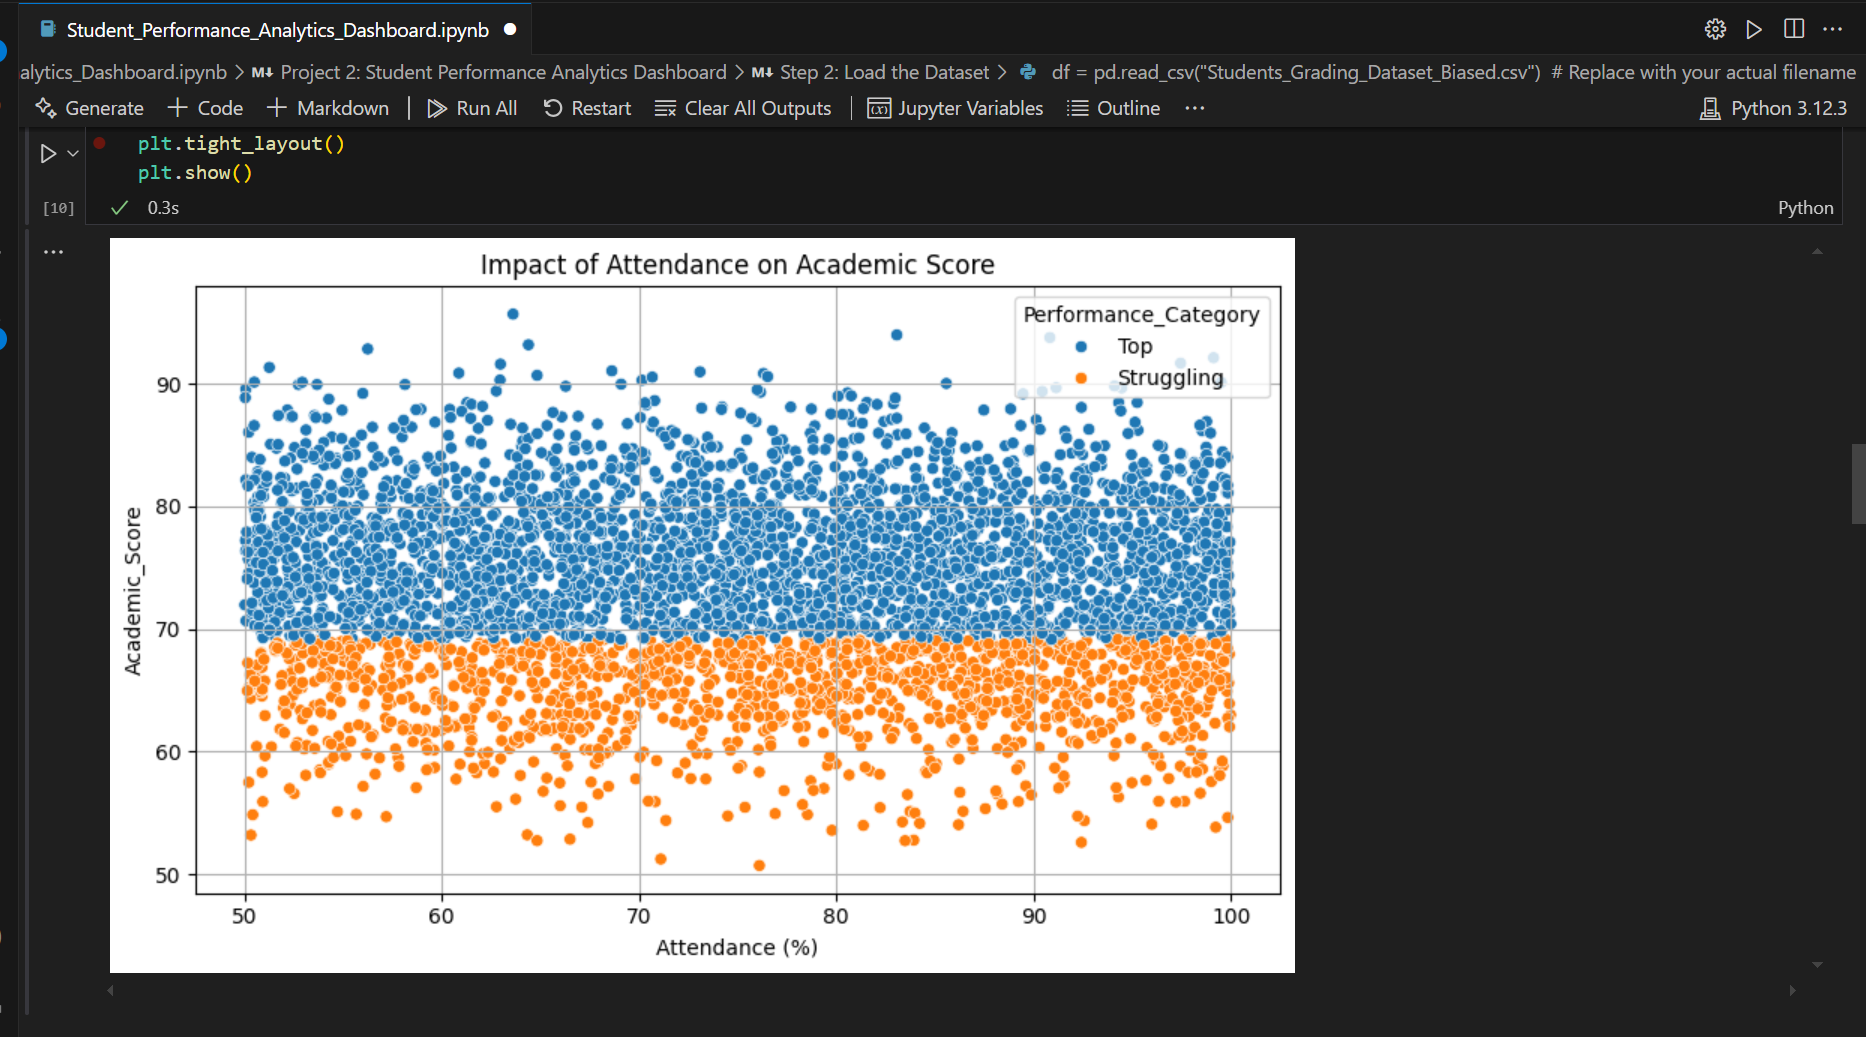 Student_Performance_Analytics_Dashboard.ipynb
alytics_Dashboard.ipynb > M↓ Project 2: Student Performance Analytics Dashboard > M↓ Step 2: Load the Dataset > df = pd.read_csv("Students_Grading_Dataset_Biased.csv") # Replace with your actual filename
Generate + Code + Markdown | Run All Restart Clear All Outputs | Jupyter Variables Outline ... Python 3.12.3
plt.tight_layout()
plt.show()
[10] 0.3s Python
Impact of Attendance on Academic Score
Performance_Category
Top
Struggling
90
80
70
60
50
Academic_Score
50 60 70 80 90 100
Attendance (%)